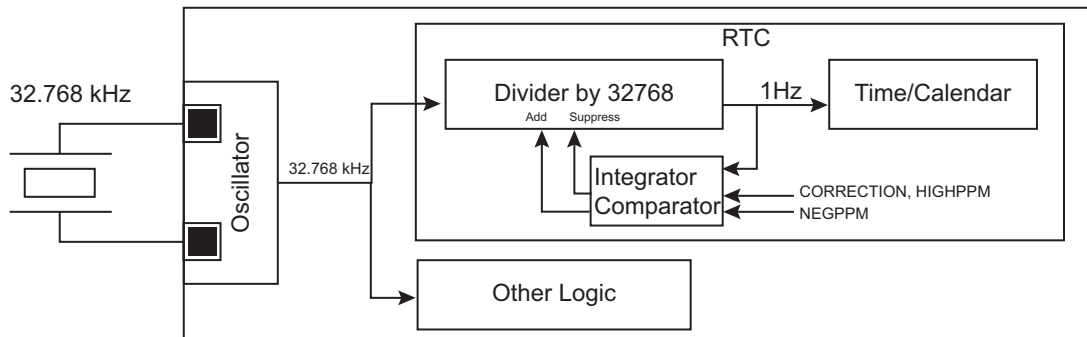 RTC
32.768 kHz
Divider by 32768
Add Suppress
1Hz
Time/Calendar
Oscillator
32.768 kHz
Integrator
Comparator
CORRECTION, HIGHPPM
NEGPPM
Other Logic